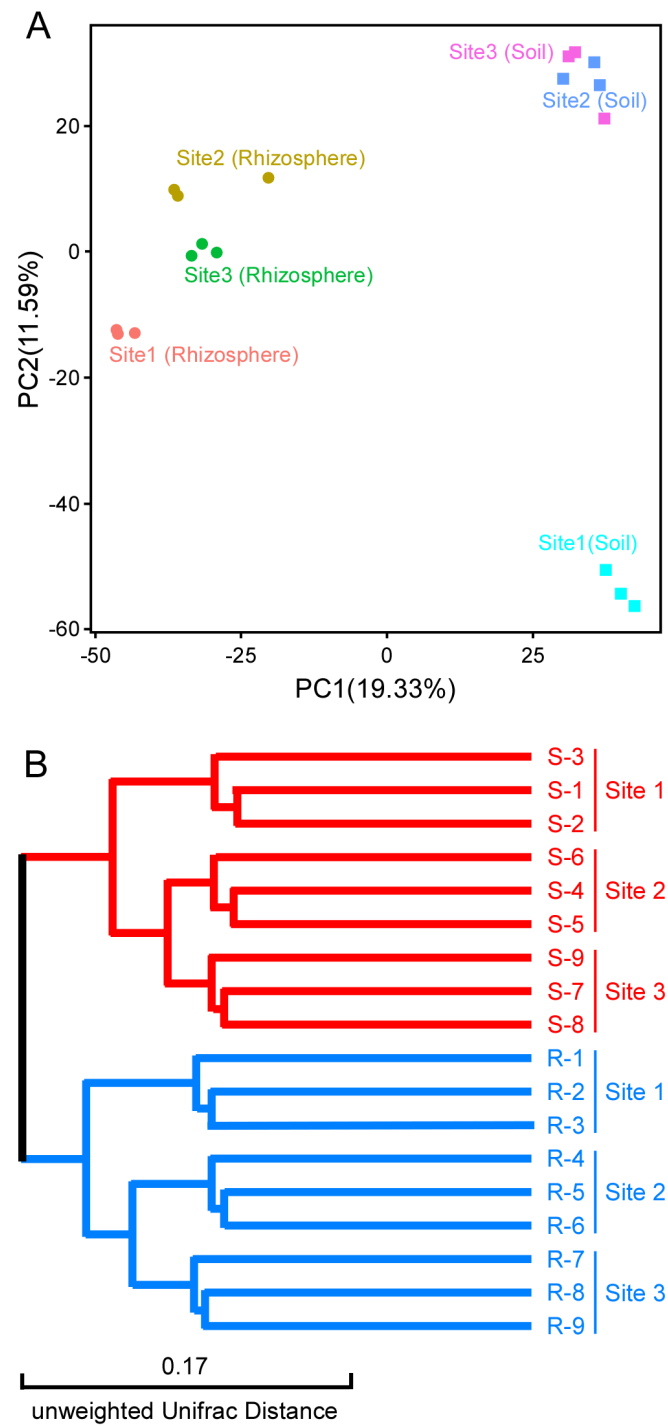 A
Site3 (Soil)
Site2 (Soil)
Site2 (Rhizosphere)
Site3 (Rhizosphere)
Site1 (Rhizosphere)
Site1(Soil)
PC2(11.59%)
20
0
-20
-40
-60
-50
-25
0
25
PC1(19.33%)
B
S-3
S-1
S-2
Site 1
S-6
S-4
S-5
Site 2
S-9
S-7
S-8
Site 3
R-1
R-2
R-3
Site 1
R-4
R-5
R-6
Site 2
R-7
R-8
R-9
Site 3
0.17
unweighted Unifrac Distance